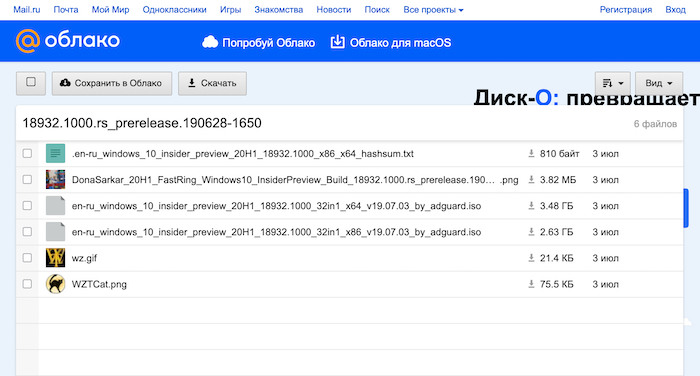 Mail.ru Почта Мой Мир Одноклассники Игры Знакомства Новости Поиск Все проекты Регистрация Вход
облако Попробуй Облако Облако для macOS
Сохранить в Облако Скачать Вид
Диск-О: превращает
18932.1000.rs_prerelease.190628-1650 6 файлов
.en-ru_windows_10_insider_preview_20H1_18932.1000_x86_x64_hashsum.txt 810 байт 3 июл
DonaSarkar_20H1_FastRing_Windows10_InsiderPreview_Build_18932.1000.rs_prerelease.190... .png 3.82 МБ 3 июл
en-ru_windows_10_insider_preview_20H1_18932.1000_32in1_x64_v19.07.03_by_adguard.iso 3.48 ГБ 3 июл
en-ru_windows_10_insider_preview_20H1_18932.1000_32in1_x86_v19.07.03_by_adguard.iso 2.63 ГБ 3 июл
wz.gif 21.4 КБ 3 июл
WZTCat.png 75.5 КБ 3 июл